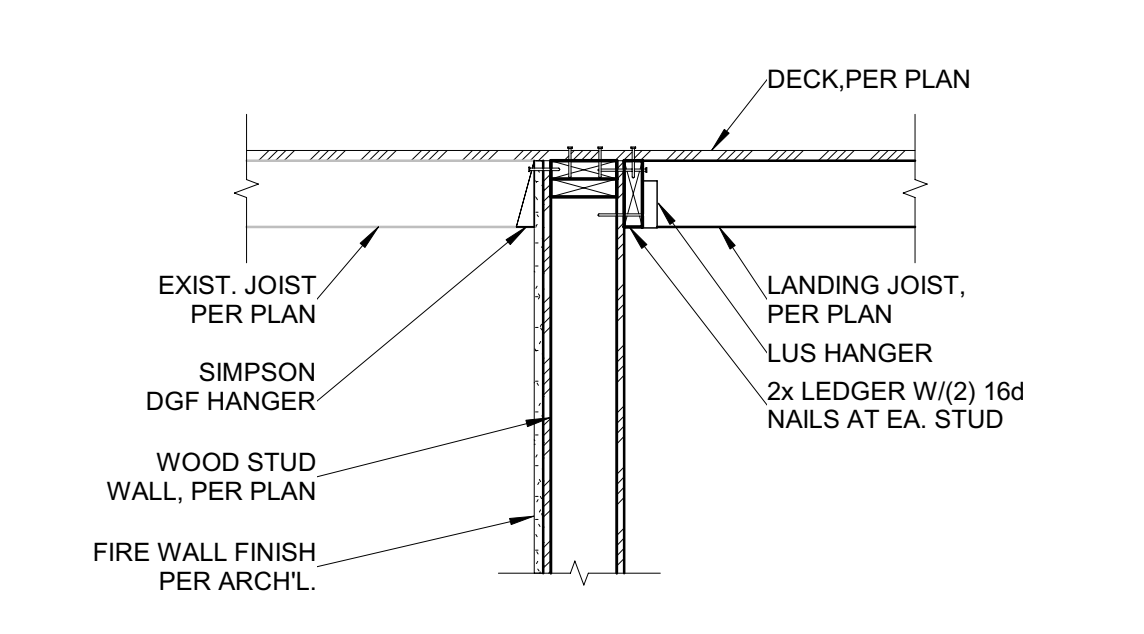 DECK,PER PLAN
EXIST. JOIST
PER PLAN
SIMPSON
DGF HANGER
WOOD STUD
WALL, PER PLAN
FIRE WALL FINISH
PER ARCH'L.
LANDING JOIST,
PER PLAN
LUS HANGER
2x LEDGER W/(2) 16d
NAILS AT EA. STUD